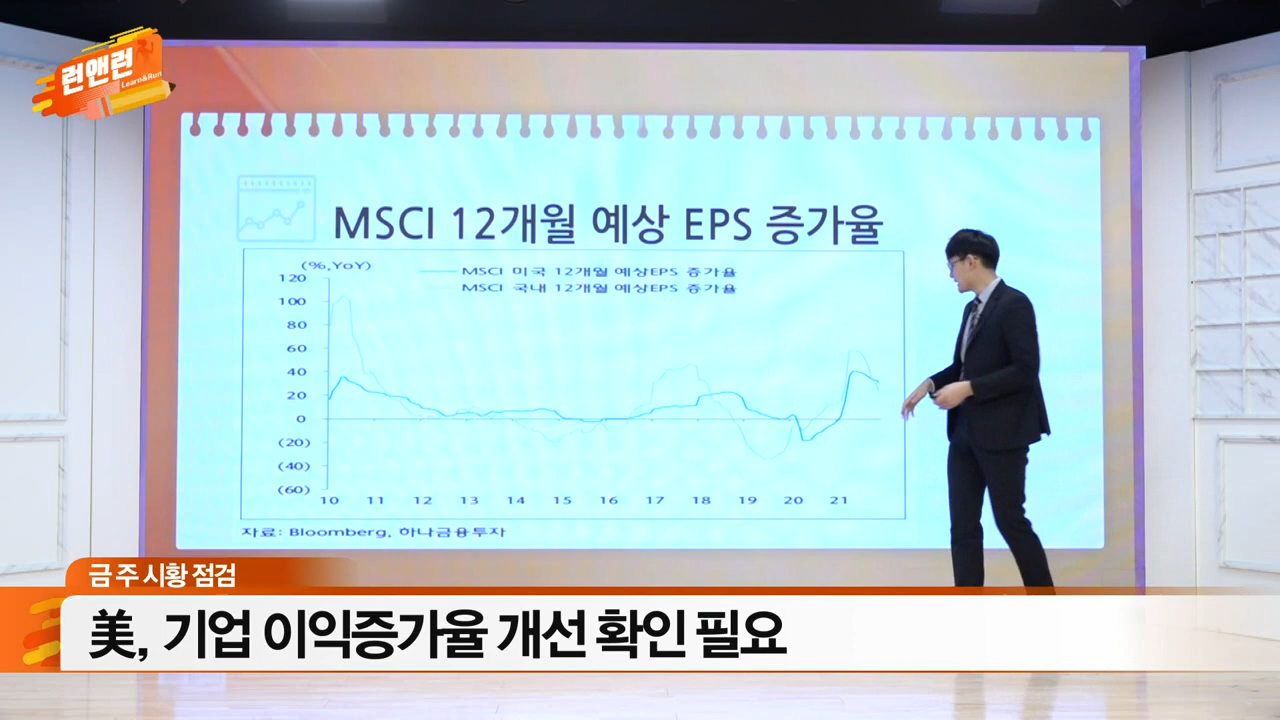 런앤런
Learn&Run
MSCI 12개월 예상 EPS 증가율
(%,YoY)
MSCI 미국 12개월 예상EPS 증가율
MSCI 국내 12개월 예상EPS 증가율
120
100
80
60
40
20
0
(20)
(40)
(60)
10 11 12 13 14 15 16 17 18 19 20 21
자료: Bloomberg, 하나금융투자
금주 시황 점검
美, 기업 이익증가율 개선 확인 필요